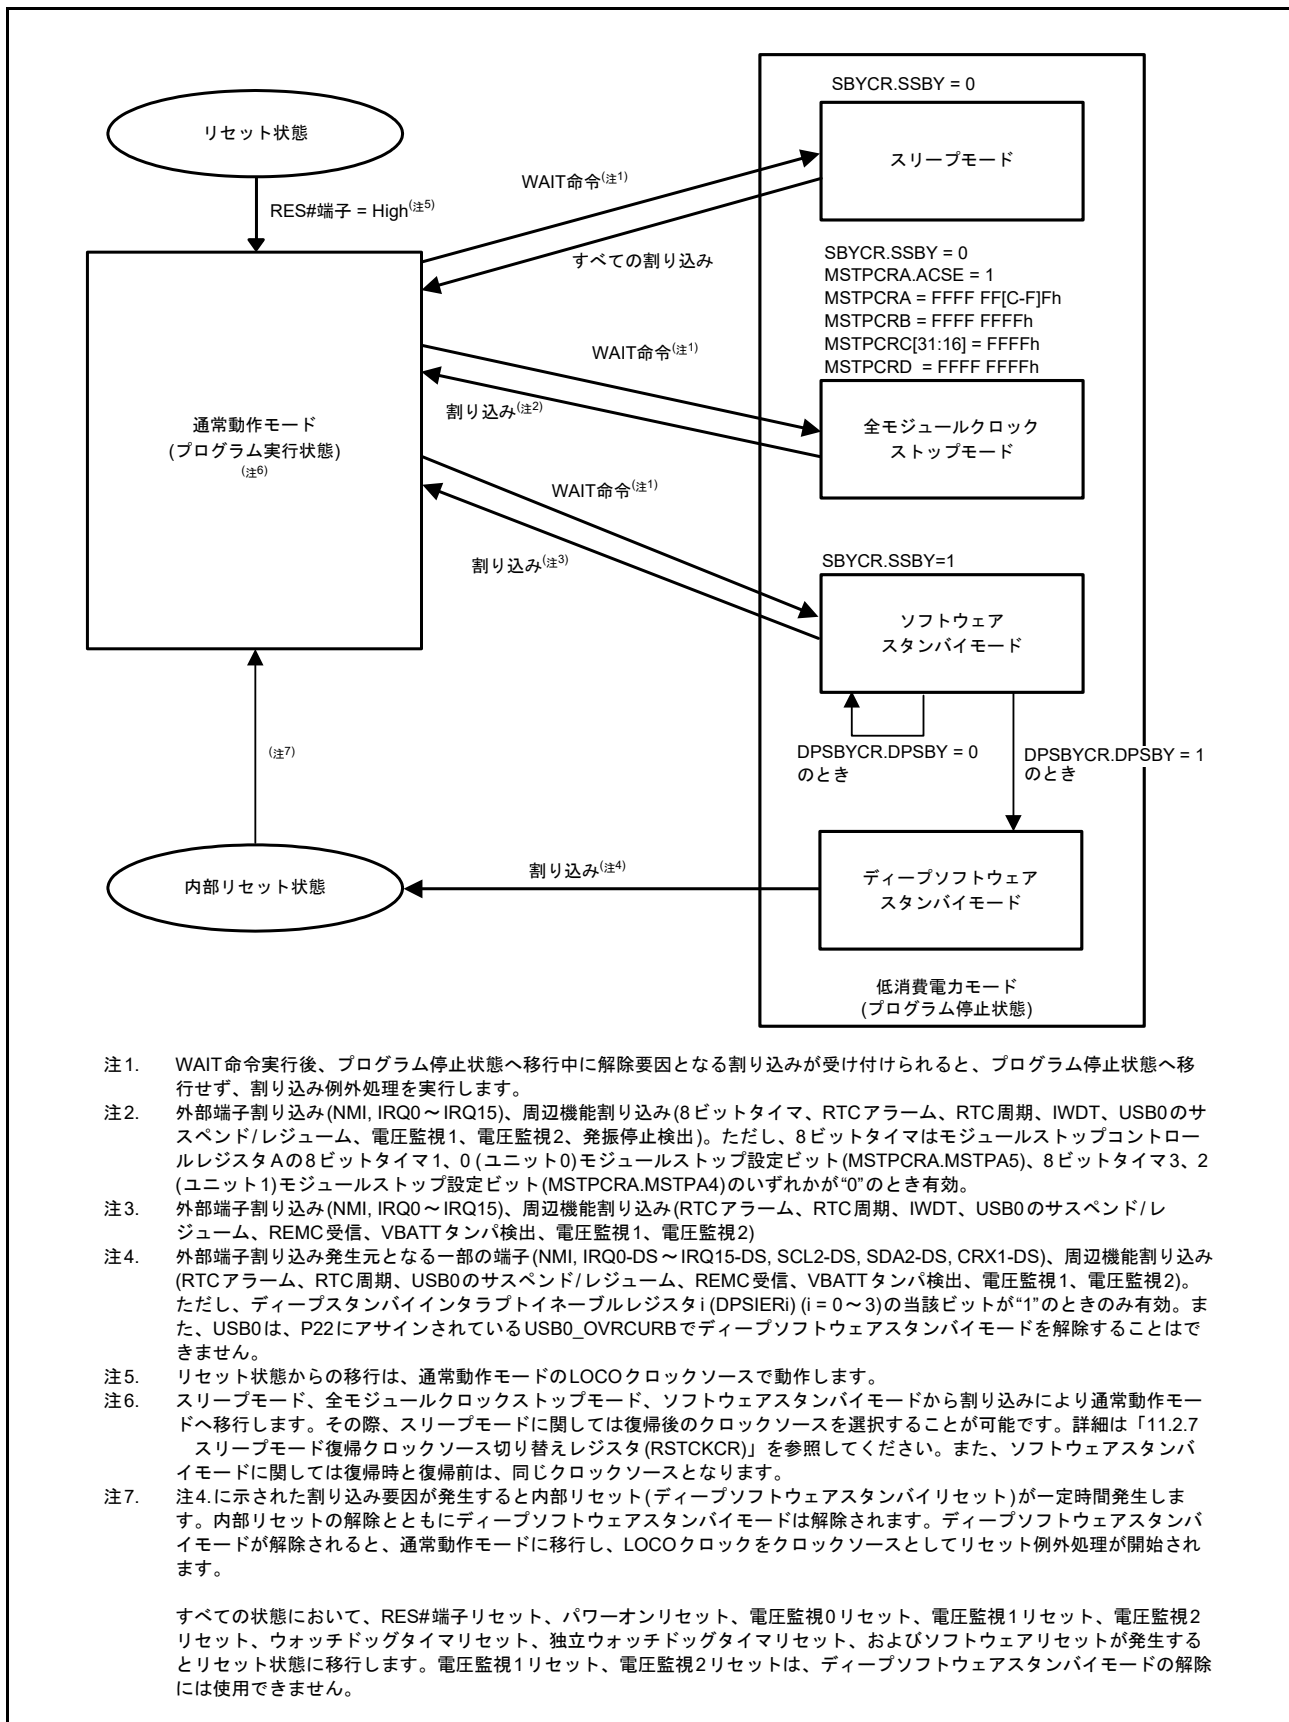 SBYCR.SSBY = 0
リセット状態
スリープモード
WAIT命令(注1)
RES#端子 = High(注5)
すべての割り込み
SBYCR.SSBY = 0
MSTPCRA.ACSE = 1
MSTPCRA = FFFF FF[C-F]Fh
MSTPCRB = FFFF FFFFh
MSTPCRC[31:16] = FFFFh
MSTPCRD = FFFF FFFFh
WAIT命令(注1)
割り込み(注2)
通常動作モード
(プログラム実行状態)
(注6)
全モジュールクロック
ストップモード
WAIT命令(注1)
割り込み(注3)
SBYCR.SSBY=1
ソフトウェア
スタンバイモード
(注7)
DPSBYCR.DPSBY = 0
のとき
DPSBYCR.DPSBY = 1
のとき
割り込み(注4)
内部リセット状態
ディープソフトウェア
スタンバイモード
低消費電力モード
(プログラム停止状態)
注1. WAIT命令実行後、プログラム停止状態へ移行中に解除要因となる割り込みが受け付けられると、プログラム停止状態へ移
行せず、割り込み例外処理を実行します。
注2. 外部端子割り込み(NMI, IRQ0～IRQ15)、周辺機能割り込み(8ビットタイマ、RTCアラーム、RTC周期、IWDT、USB0のサ
スペンド/レジューム、電圧監視1、電圧監視2、発振停止検出)。ただし、8ビットタイマはモジュールストップコントロー
ルレジスタAの8ビットタイマ1、0 (ユニット0)モジュールストップ設定ビット(MSTPCRA.MSTPA5)、8ビットタイマ3、2
(ユニット1)モジュールストップ設定ビット(MSTPCRA.MSTPA4)のいずれかが“0”のとき有効。
注3. 外部端子割り込み(NMI, IRQ0～IRQ15)、周辺機能割り込み(RTCアラーム、RTC周期、IWDT、USB0のサスペンド/レ
ジューム、REMC受信、VBATTタンパ検出、電圧監視1、電圧監視2)
注4. 外部端子割り込み発生元となる一部の端子(NMI, IRQ0-DS～IRQ15-DS, SCL2-DS, SDA2-DS, CRX1-DS)、周辺機能割り込み
(RTCアラーム、RTC周期、USB0のサスペンド/レジューム、REMC受信、VBATTタンパ検出、電圧監視1、電圧監視2)。
ただし、ディープスタンバイインタラプトイネーブルレジスタi (DPSIERi) (i = 0～3)の当該ビットが“1”のときのみ有効。ま
た、USB0は、P22にアサインされているUSB0_OVRCURBでディープソフトウェアスタンバイモードを解除することはで
きません。
注5. リセット状態からの移行は、通常動作モードのLOCOクロックソースで動作します。
注6. スリープモード、全モジュールクロックストップモード、ソフトウェアスタンバイモードから割り込みにより通常動作モー
ドへ移行します。その際、スリープモードに関しては復帰後のクロックソースを選択することが可能です。詳細は「11.2.7
スリープモード復帰クロックソース切り替えレジスタ(RSTCKCR)」を参照してください。また、ソフトウェアスタンバ
イモードに関しては復帰時と復帰前は、同じクロックソースとなります。
注7. 注4.に示された割り込み要因が発生すると内部リセット(ディープソフトウェアスタンバイリセット)が一定時間発生しま
す。内部リセットの解除とともにディープソフトウェアスタンバイモードは解除されます。ディープソフトウェアスタンバ
イモードが解除されると、通常動作モードに移行し、LOCOクロックをクロックソースとしてリセット例外処理が開始され
ます。
すべての状態において、RES#端子リセット、パワーオンリセット、電圧監視0リセット、電圧監視1リセット、電圧監視2
リセット、ウォッチドッグタイマリセット、独立ウォッチドッグタイマリセット、およびソフトウェアリセットが発生する
とリセット状態に移行します。電圧監視1リセット、電圧監視2リセットは、ディープソフトウェアスタンバイモードの解除
には使用できません。